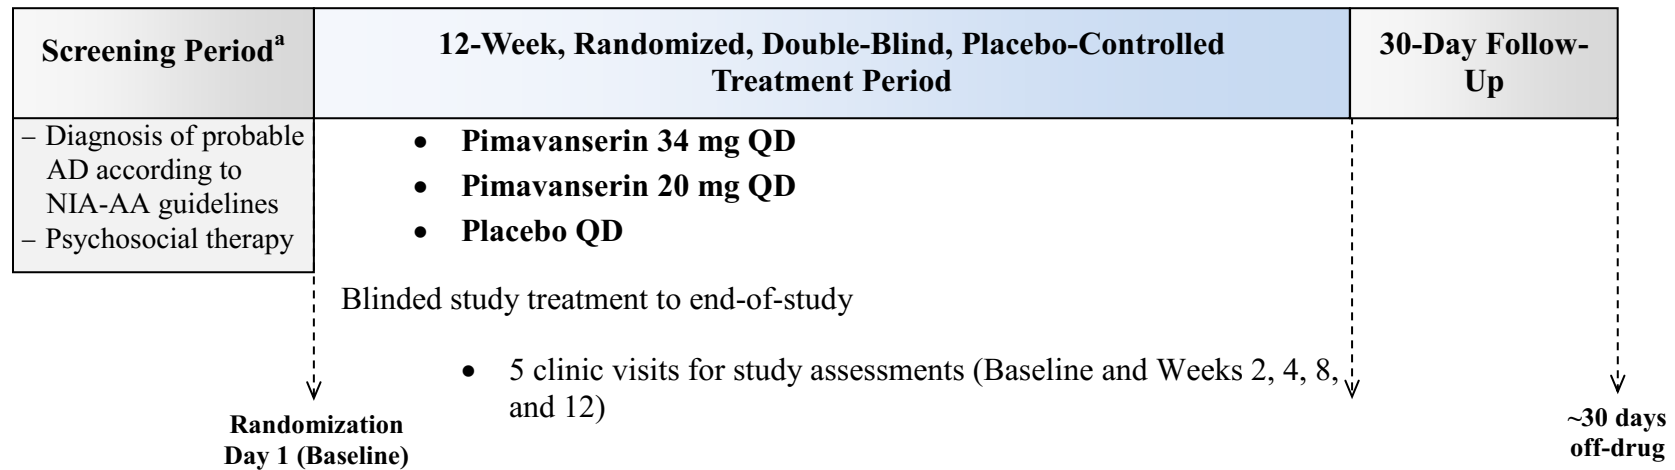 Screening Periodᵃ
12-Week, Randomized, Double-Blind, Placebo-Controlled
Treatment Period
30-Day Follow-
Up
– Diagnosis of probable
AD according to
NIA-AA guidelines
– Psychosocial therapy
• Pimavanserin 34 mg QD
• Pimavanserin 20 mg QD
• Placebo QD
Blinded study treatment to end-of-study
• 5 clinic visits for study assessments (Baseline and Weeks 2, 4, 8,
and 12)
Randomization
Day 1 (Baseline)
~30 days
off-drug